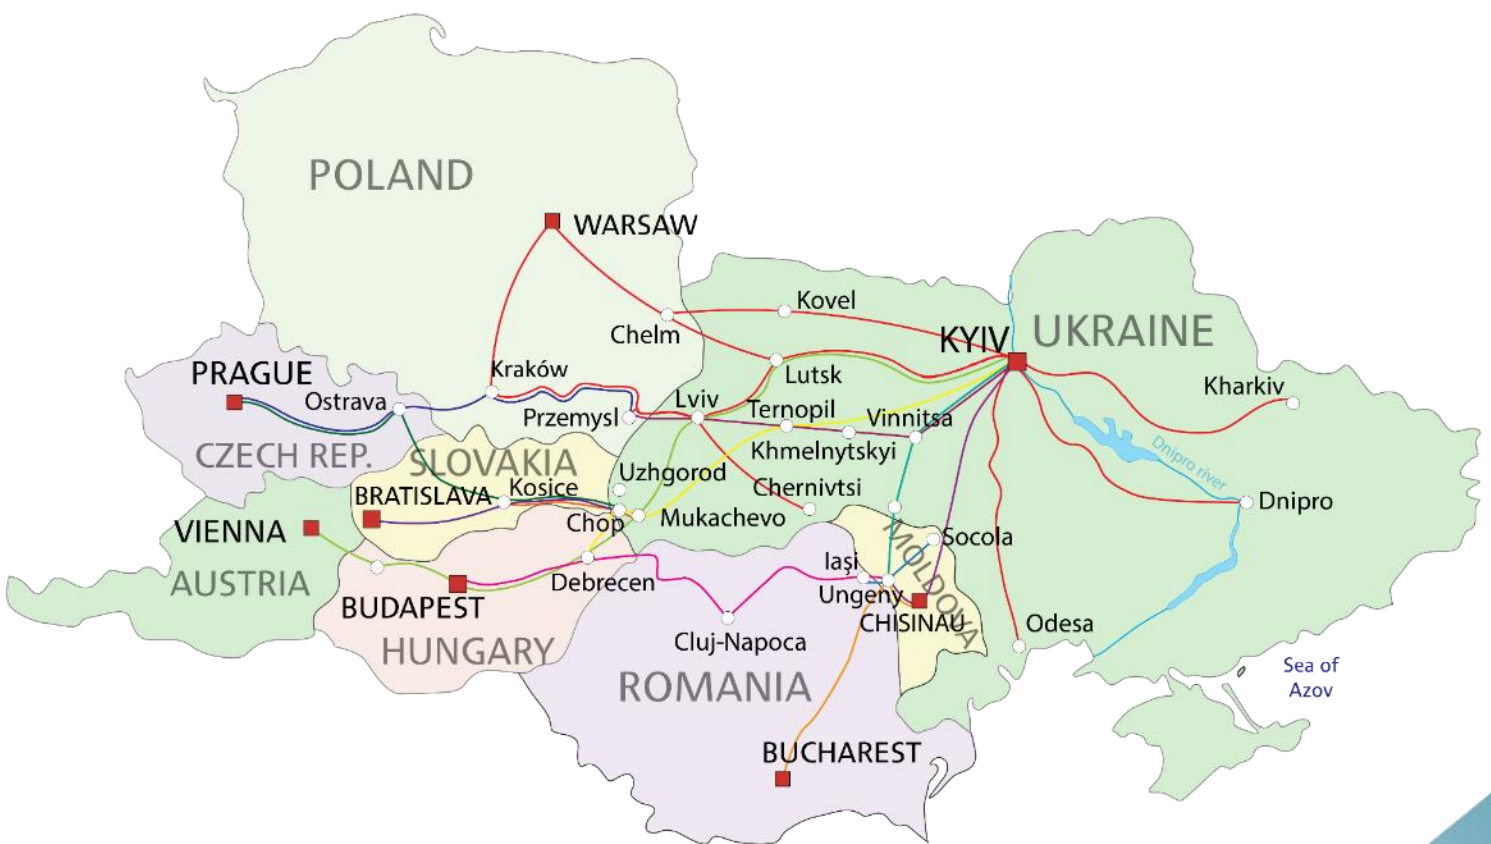 POLAND
WARSAW
Kovel
KYIV
UKRAINE
Chelm
PRAGUE
Kraków
Lutsk
Kharkiv
Ostrava
Lviv
Ternopil
Vinnitsa
Przemysl
CZECH REP.
SLOVAKIA
Khmelnytskyi
Dnipro river
Uzhgorod
BRATISLAVA
Kosice
Chernivtsi
Dnipro
Chop
Mukachevo
VIENNA
MOLDOVA
Socola
Iaşi
AUSTRIA
Debrecen
Ungeny
BUDAPEST
CHISINAU
Odesa
HUNGARY
Cluj-Napoca
Sea of
Azov
ROMANIA
BUCHAREST